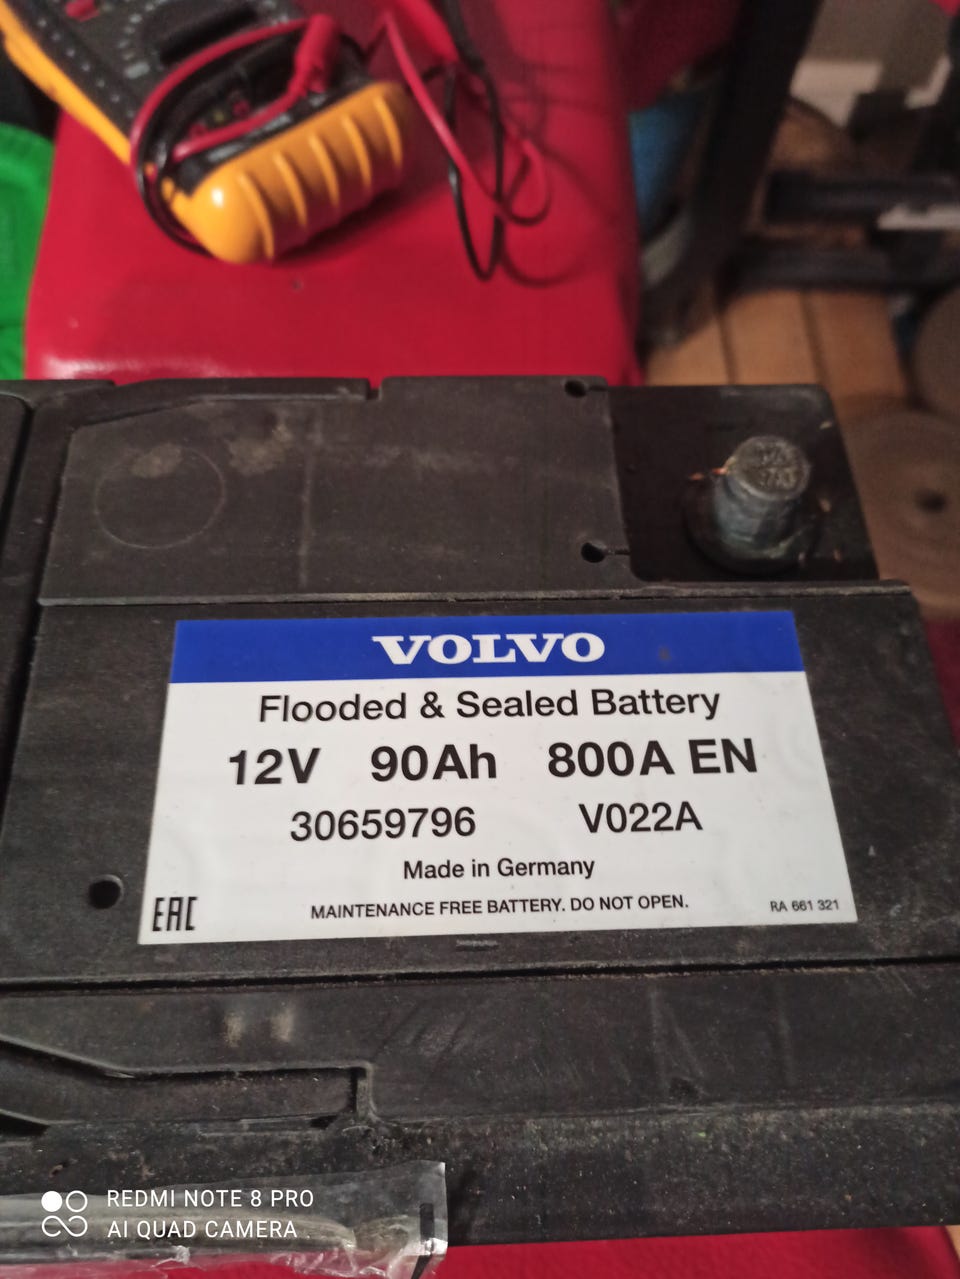 VOLVO
Flooded & Sealed Battery
12V 90Ah 800A EN
30659796 V022A
Made in Germany
EAC MAINTENANCE FREE BATTERY. DO NOT OPEN. RA 661 321
REDMI NOTE 8 PRO
AI QUAD CAMERA